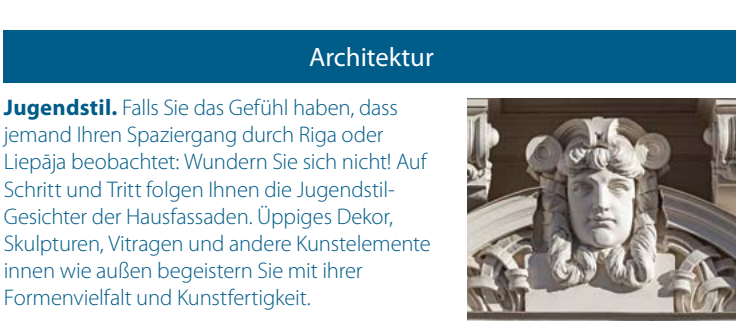 Architektur
Jugendstil. Falls Sie das Gefühl haben, dass
jemand Ihren Spaziergang durch Riga oder
Liepāja beobachtet: Wundern Sie sich nicht! Auf
Schritt und Tritt folgen Ihnen die Jugendstil-
Gesichter der Hausfassaden. Üppiges Dekor,
Skulpturen, Vitragen und andere Kunstelemente
innen wie außen begeistern Sie mit ihrer
Formenvielfalt und Kunstfertigkeit.